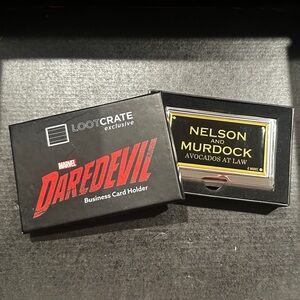 LOOTCRATE
exclusive
MARVEL
DAREDEVIL
Business Card Holder
NELSON
AND
MURDOCK
AVOCADOS AT LAW